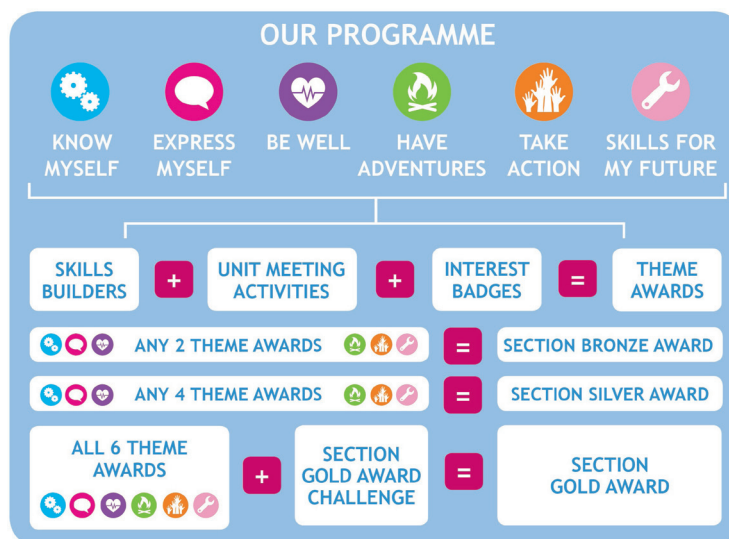 OUR PROGRAMME
KNOW
MYSELF
EXPRESS
MYSELF
BE WELL
HAVE
ADVENTURES
TAKE
ACTION
SKILLS FOR
MY FUTURE
SKILLS
BUILDERS
+
UNIT MEETING
ACTIVITIES
+
INTEREST
BADGES
=
THEME
AWARDS
ANY 2 THEME AWARDS
=
SECTION BRONZE AWARD
ANY 4 THEME AWARDS
=
SECTION SILVER AWARD
ALL 6 THEME
AWARDS
+
SECTION
GOLD AWARD
CHALLENGE
=
SECTION
GOLD AWARD